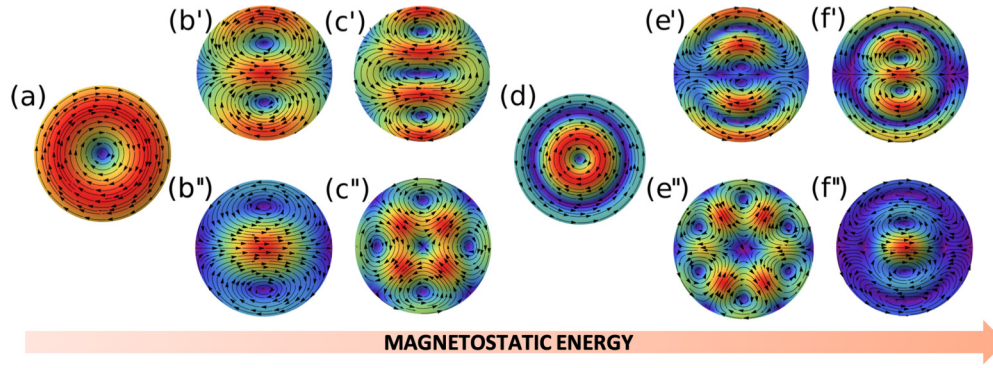 (a)
(b')
(c')
(d)
(e')
(f')
(b'')
(c'')
(e'')
(f'')
MAGNETOSTATIC ENERGY